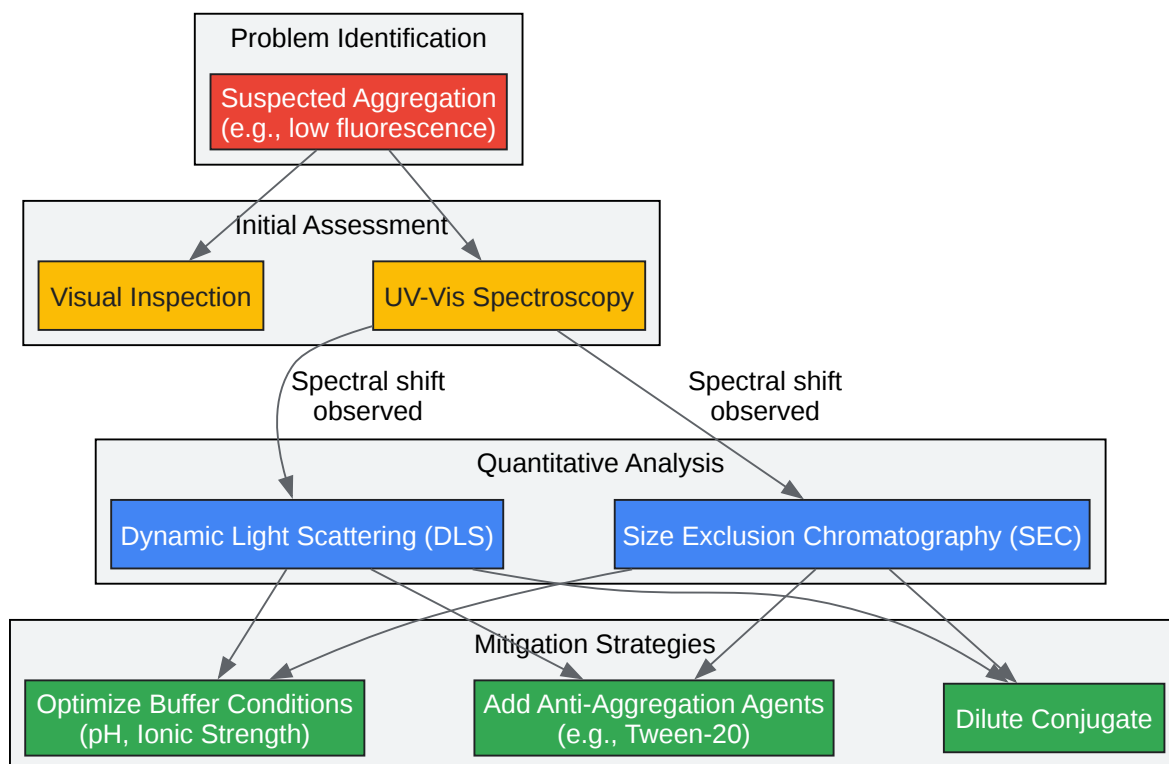 Problem Identification
Suspected Aggregation
(e.g., low fluorescence)
Initial Assessment
Visual Inspection
UV-Vis Spectroscopy
Spectral shift
observed
Spectral shift
observed
Quantitative Analysis
Dynamic Light Scattering (DLS)
Size Exclusion Chromatography (SEC)
Mitigation Strategies
Optimize Buffer Conditions
(pH, Ionic Strength)
Add Anti-Aggregation Agents
(e.g., Tween-20)
Dilute Conjugate